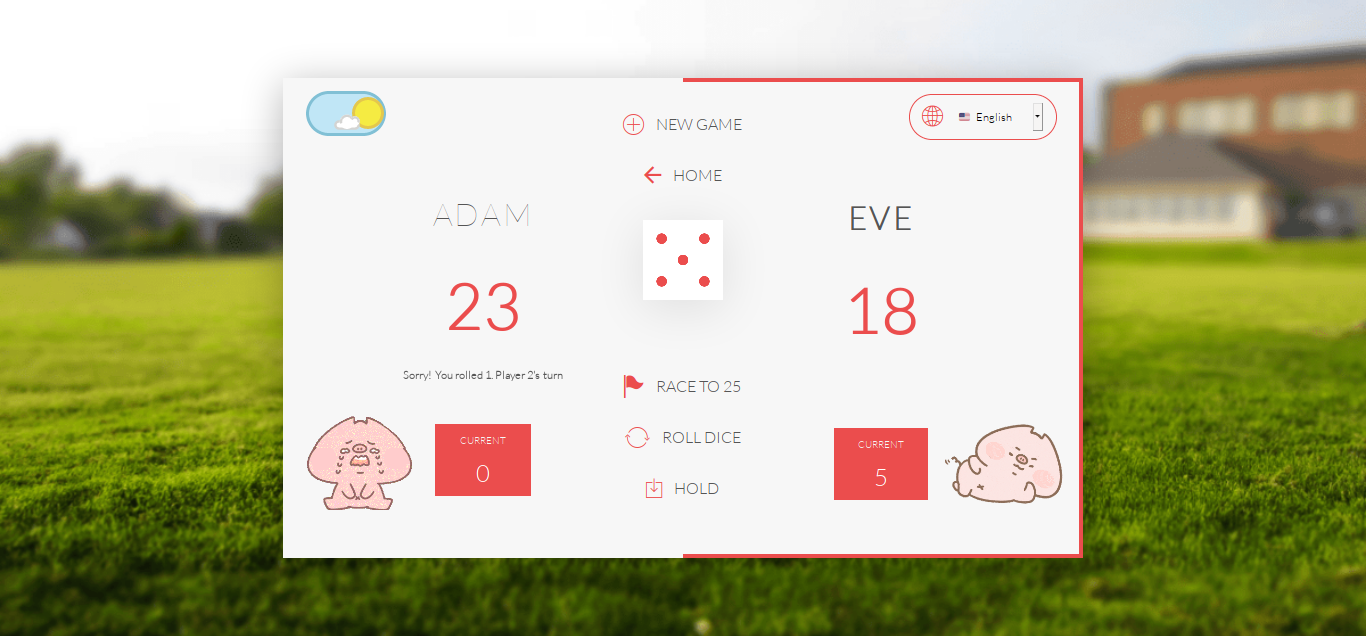 NEW GAME
English
HOME
ADAM
EVE
23
18
Sorry! You rolled 1. Player 2's turn
RACE TO 25
CURRENT
0
ROLL DICE
CURRENT
5
HOLD